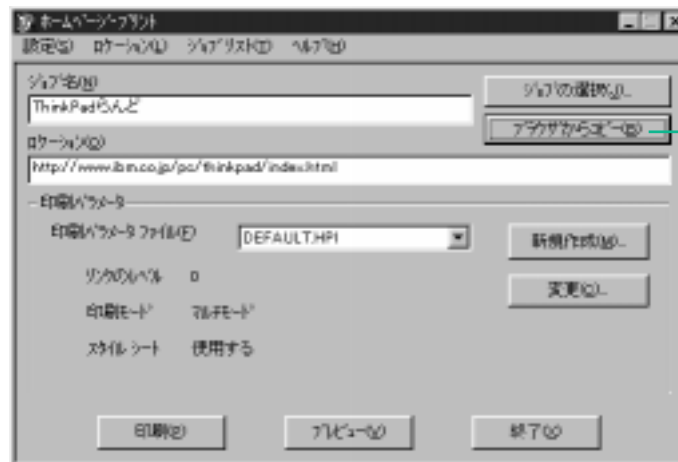 ホームページ・プリント
設定(S) ロケーション(L) ジョブリスト(T) ヘルプ(H)
ジョブ名(N)
ThinkPadらんど
ジョブの選択(J)...
ブラウザからコピー(B)
ロケーション(O)
http://www.ibm.co.jp/pc/thinkpad/index.html
印刷パラメータ
印刷パラメータ ファイル(F)
DEFAULT.HPI
新規作成(M)...
リンクのレベル 0
変更(C)...
印刷モード マルチモード
スタイル シート 使用する
印刷(P)
プレビュー(V)
終了(X)